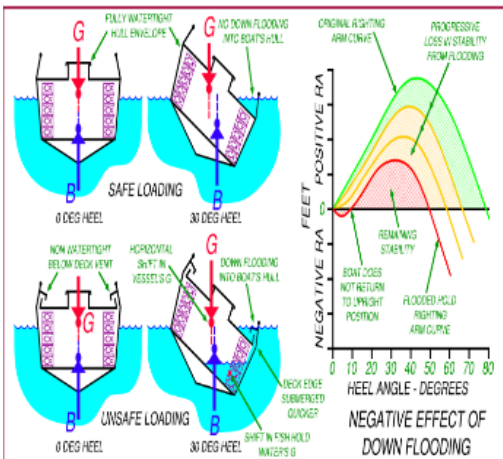 FULLY WATERTIGHT
HULL ENVELOPE
NO DOWN FLOODING
INTO BOAT'S HULL
G
G
B
B
SAFE LOADING
0 DEG HEEL
30 DEG HEEL
NON WATERTIGHT
BELOW DECK VENT
HORIZONTAL
SHIFT IN
VESSELS G
G
DOWN FLOODING
INTO BOAT'S HULL
G
DECK EDGE
SUBMERGED
QUICKER
B
B
UNSAFE LOADING
SHIFT IN FISH HOLD
WATER'S G
0 DEG HEEL
30 DEG HEEL
ORIGINAL RIGHTING
ARM CURVE
PROGRESSIVE
LOSS IN STABILITY
FROM FLOODING
NEGATIVE RA POSITIVE RA
FEET
0
REMAINING
STABILITY
BOAT DOES
NOT RETURN
TO UPRIGHT
POSITION
FLOODED HOLD
RIGHTING
ARM CURVE
0 10 20 30 40 50 60 70 80
HEEL ANGLE - DEGREES
NEGATIVE EFFECT OF
DOWN FLOODING